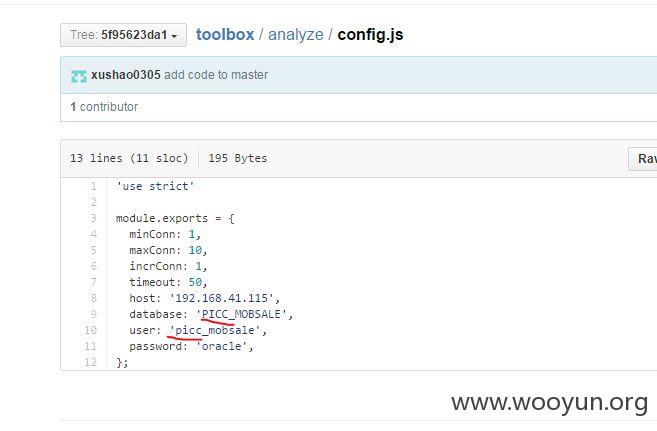 Tree: 5f95623da1
toolbox / analyze / config.js
xushao0305 add code to master
1 contributor
13 lines (11 sloc) 195 Bytes
Raw
1 'use strict'
2
3 module.exports = {
4 minConn: 1,
5 maxConn: 10,
6 incrConn: 1,
7 timeout: 50,
8 host: '192.168.41.115',
9 database: 'PICC_MOBSALE',
10 user: 'picc_mobsale',
11 password: 'oracle',
12 };
www.wooyun.org